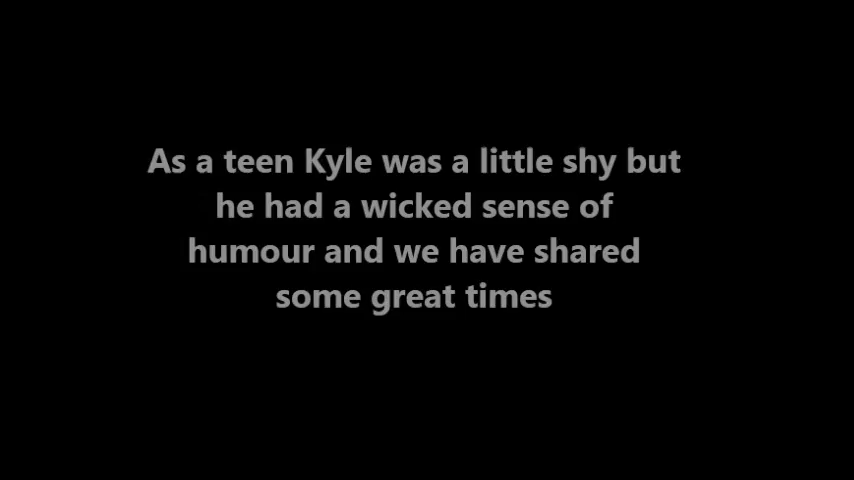 As a teen Kyle was a little shy but
he had a wicked sense of
humour and we have shared
some great times